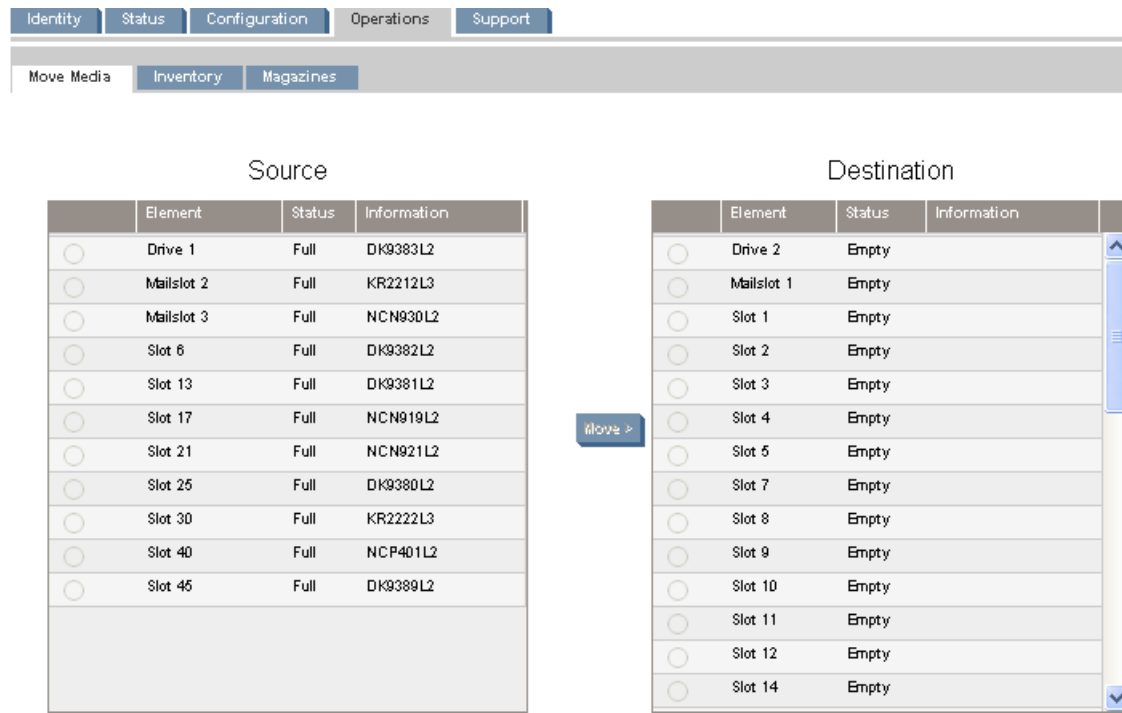 Identity Status Configuration Operations Support
Move Media Inventory Magazines
Source
Element Status Information
Drive 1 Full DK9383L2
Mailslot 2 Full KR2212L3
Mailslot 3 Full NCN930L2
Slot 6 Full DK9382L2
Slot 13 Full DK9381L2
Slot 17 Full NCN919L2
Slot 21 Full NCN921L2
Slot 25 Full DK9380L2
Slot 30 Full KR2222L3
Slot 40 Full NCP401L2
Slot 45 Full DK9389L2
Move >
Destination
Element Status Information
Drive 2 Empty
Mailslot 1 Empty
Slot 1 Empty
Slot 2 Empty
Slot 3 Empty
Slot 4 Empty
Slot 5 Empty
Slot 7 Empty
Slot 8 Empty
Slot 9 Empty
Slot 10 Empty
Slot 11 Empty
Slot 12 Empty
Slot 14 Empty